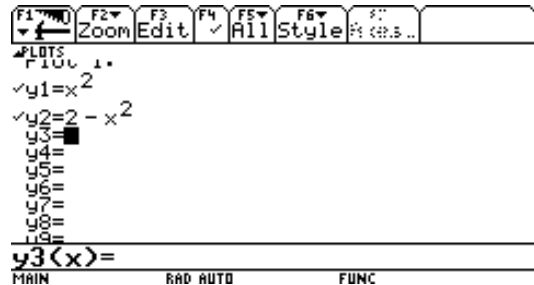 F1 F2 F3 F4 F5 F6
Zoom Edit ✓ All Style
PLOTS
✓y1=x²
✓y2=2 - x²
y3=
y4=
y5=
y6=
y7=
y8=
y9=
y3(x)=
MAIN RAD AUTO FUNC